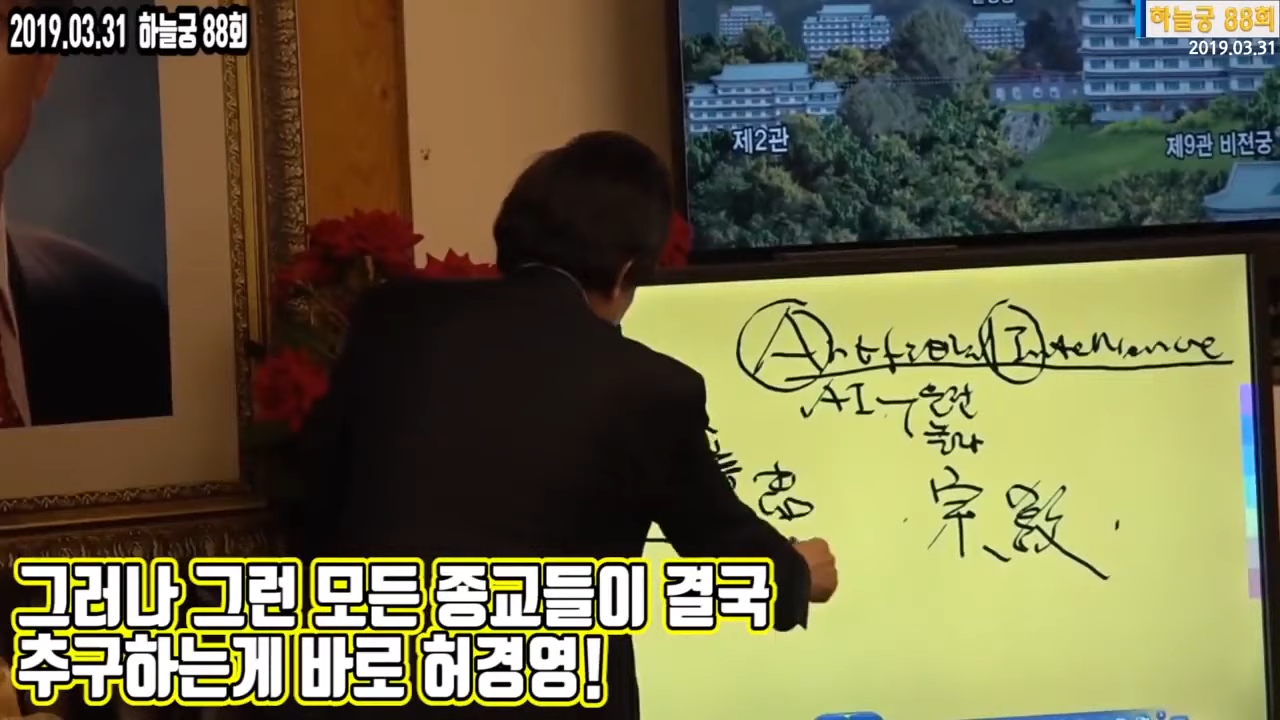 2019.03.31 하늘궁 88회
하늘궁 88회
2019.03.31
제2관
제9관 비전궁
Artificial Intelligence
AI
宗敎
그러나 그런 모든 종교들이 결국
추구하는게 바로 허경영!